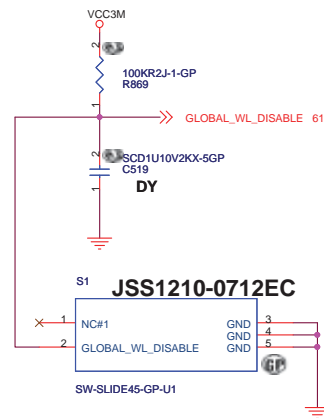 VCC3M
2
100KR2J-1-GP
R869
1
GLOBAL_WL_DISABLE 61
2
SCD1U10V2KX-5GP
C519
1
DY
S1
JSS1210-0712EC
1 NC#1 GND 3
GND 4
2 GLOBAL_WL_DISABLE GND 5
SW-SLIDE45-GP-U1